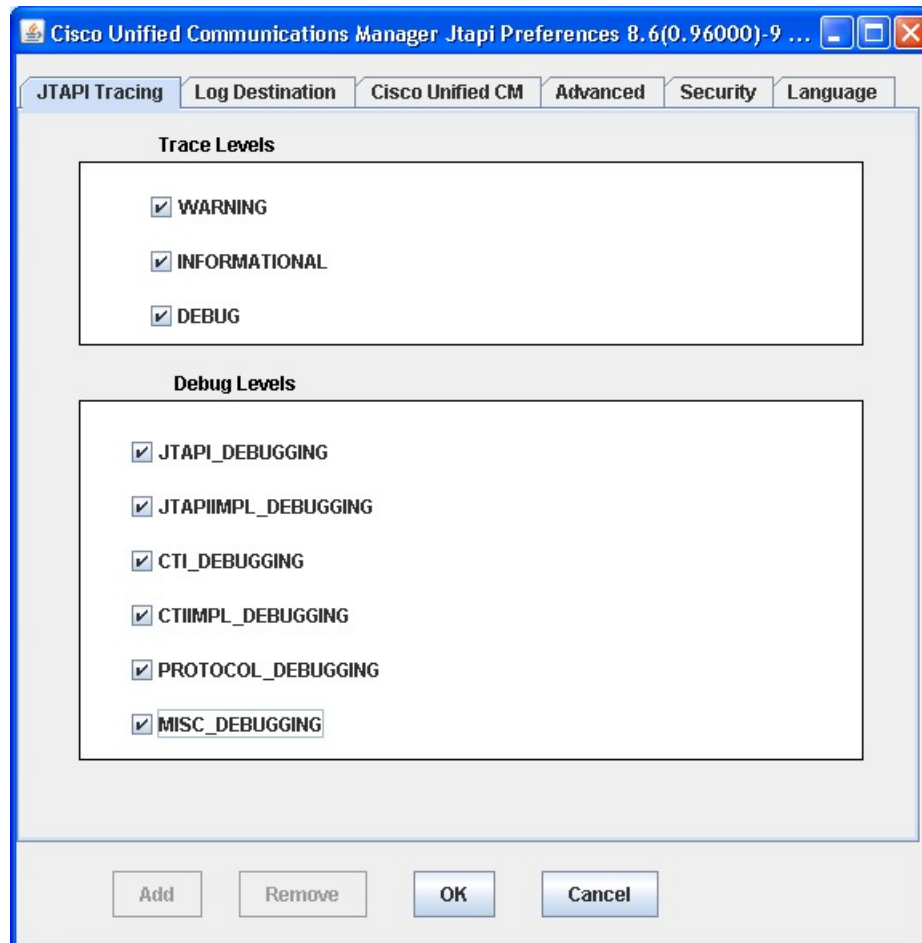 Cisco Unified Communications Manager Jtapi Preferences 8.6(0.96000)-9 ...
JTAPI Tracing Log Destination Cisco Unified CM Advanced Security Language
Trace Levels
WARNING
INFORMATIONAL
DEBUG
Debug Levels
JTAPI_DEBUGGING
JTAPIIMPL_DEBUGGING
CTI_DEBUGGING
CTIIMPL_DEBUGGING
PROTOCOL_DEBUGGING
MISC_DEBUGGING
Add Remove OK Cancel